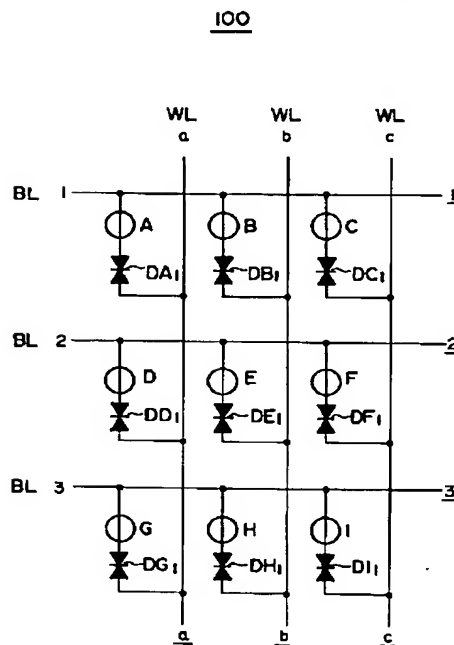 100
WL WL WL
a b c
BL 1 1
A B C
DA1 DB1 DC1
BL 2 2
D E F
DD1 DE1 DF1
BL 3 3
G H I
DG1 DH1 DI1
a b c